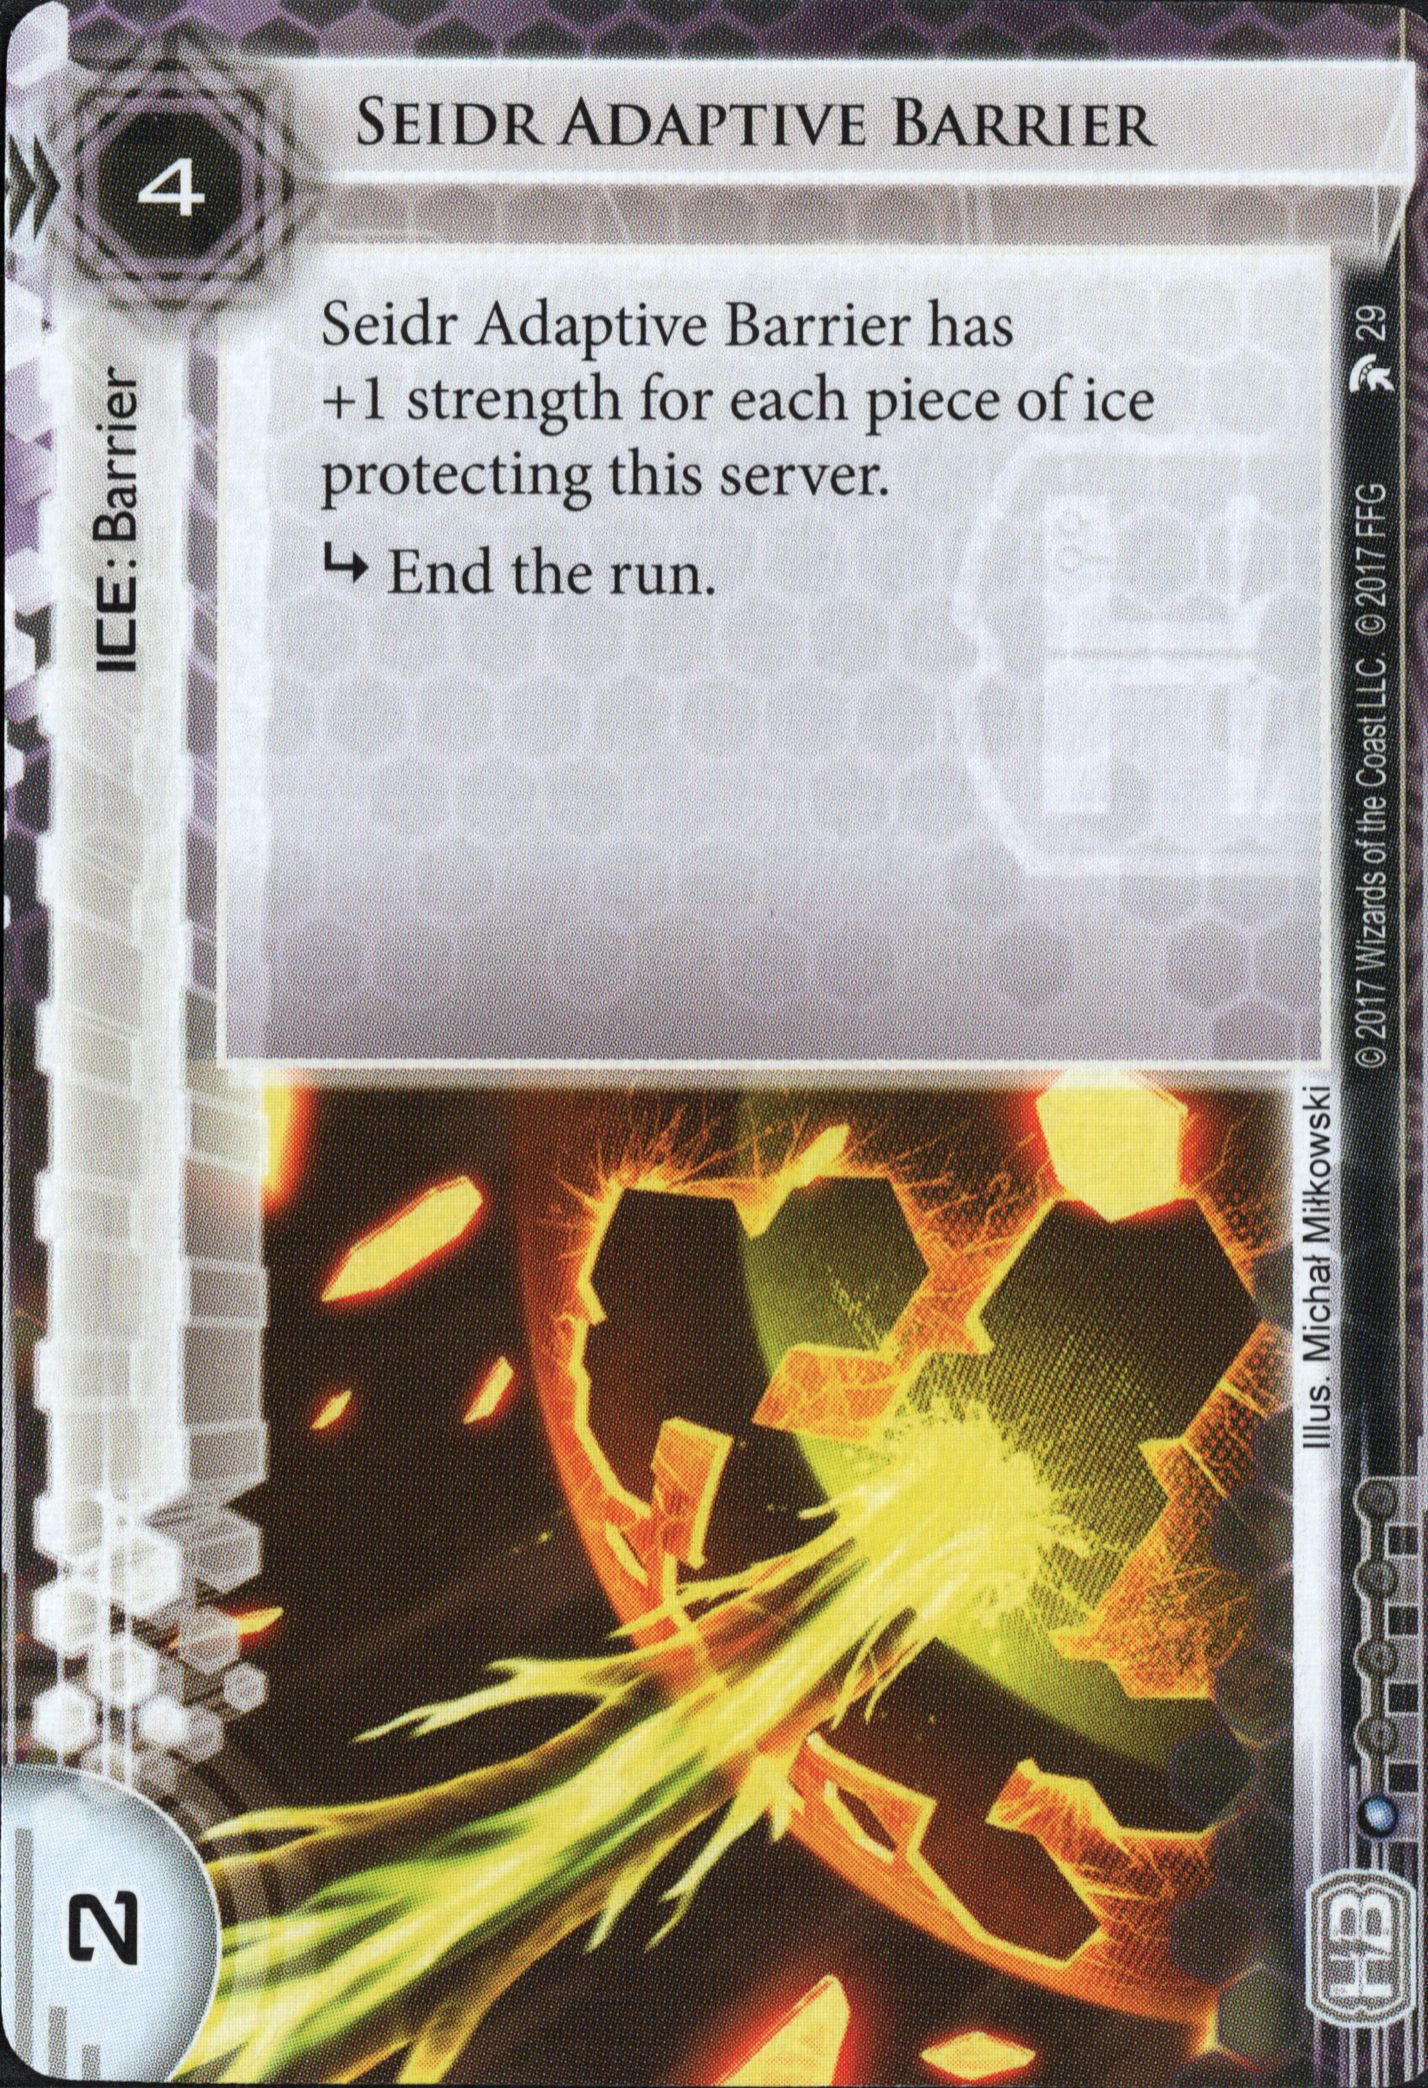 4
SEIDR ADAPTIVE BARRIER
ICE: Barrier
Seidr Adaptive Barrier has
+1 strength for each piece of ice
protecting this server.
↳ End the run.
29
© 2017 Wizards of the Coast LLC. © 2017 FFG
Illus. Michał Miłkowski
2
HB